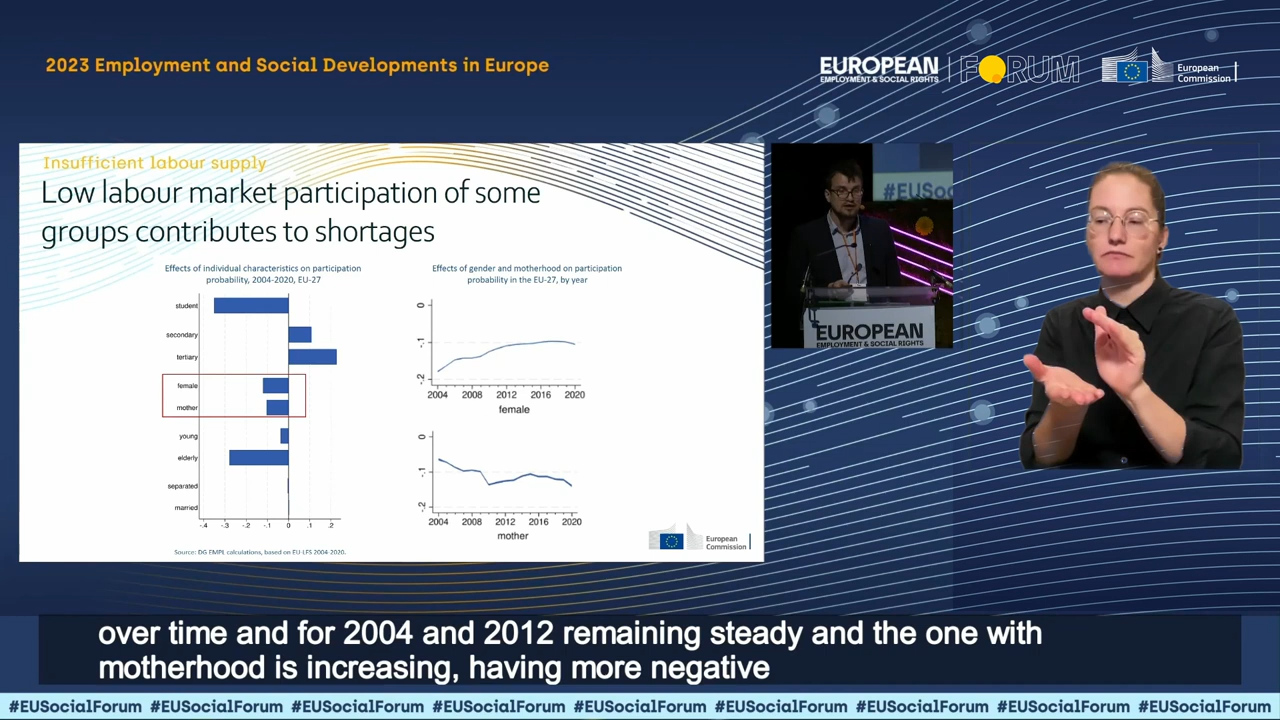 2023 Employment and Social Developments in Europe
EUROPEAN
EMPLOYMENT & SOCIAL RIGHTS
FORUM
European
Commission
Insufficient labour supply
Low labour market participation of some
groups contributes to shortages
Effects of individual characteristics on participation
probability, 2004-2020, EU-27
student
secondary
tertiary
female
mother
young
elderly
separated
married
-.4 -.3 -.2 -.1 0 .1 .2
Source: DG EMPL calculations, based on EU-LFS 2004-2020.
Effects of gender and motherhood on participation
probability in the EU-27, by year
0
-.1
-.2
2004 2008 2012 2016 2020
female
0
-.1
-.2
2004 2008 2012 2016 2020
mother
European
Commission
#EUSoc
EUROPEAN
EMPLOYMENT & SOCIAL RIGHTS
over time and for 2004 and 2012 remaining steady and the one with
motherhood is increasing, having more negative
#EUSocialForum #EUSocialForum #EUSocialForum #EUSocialForum #EUSocialForum #EUSocialForum #EUSocialForum #EUSocialForum #EUSocialForum